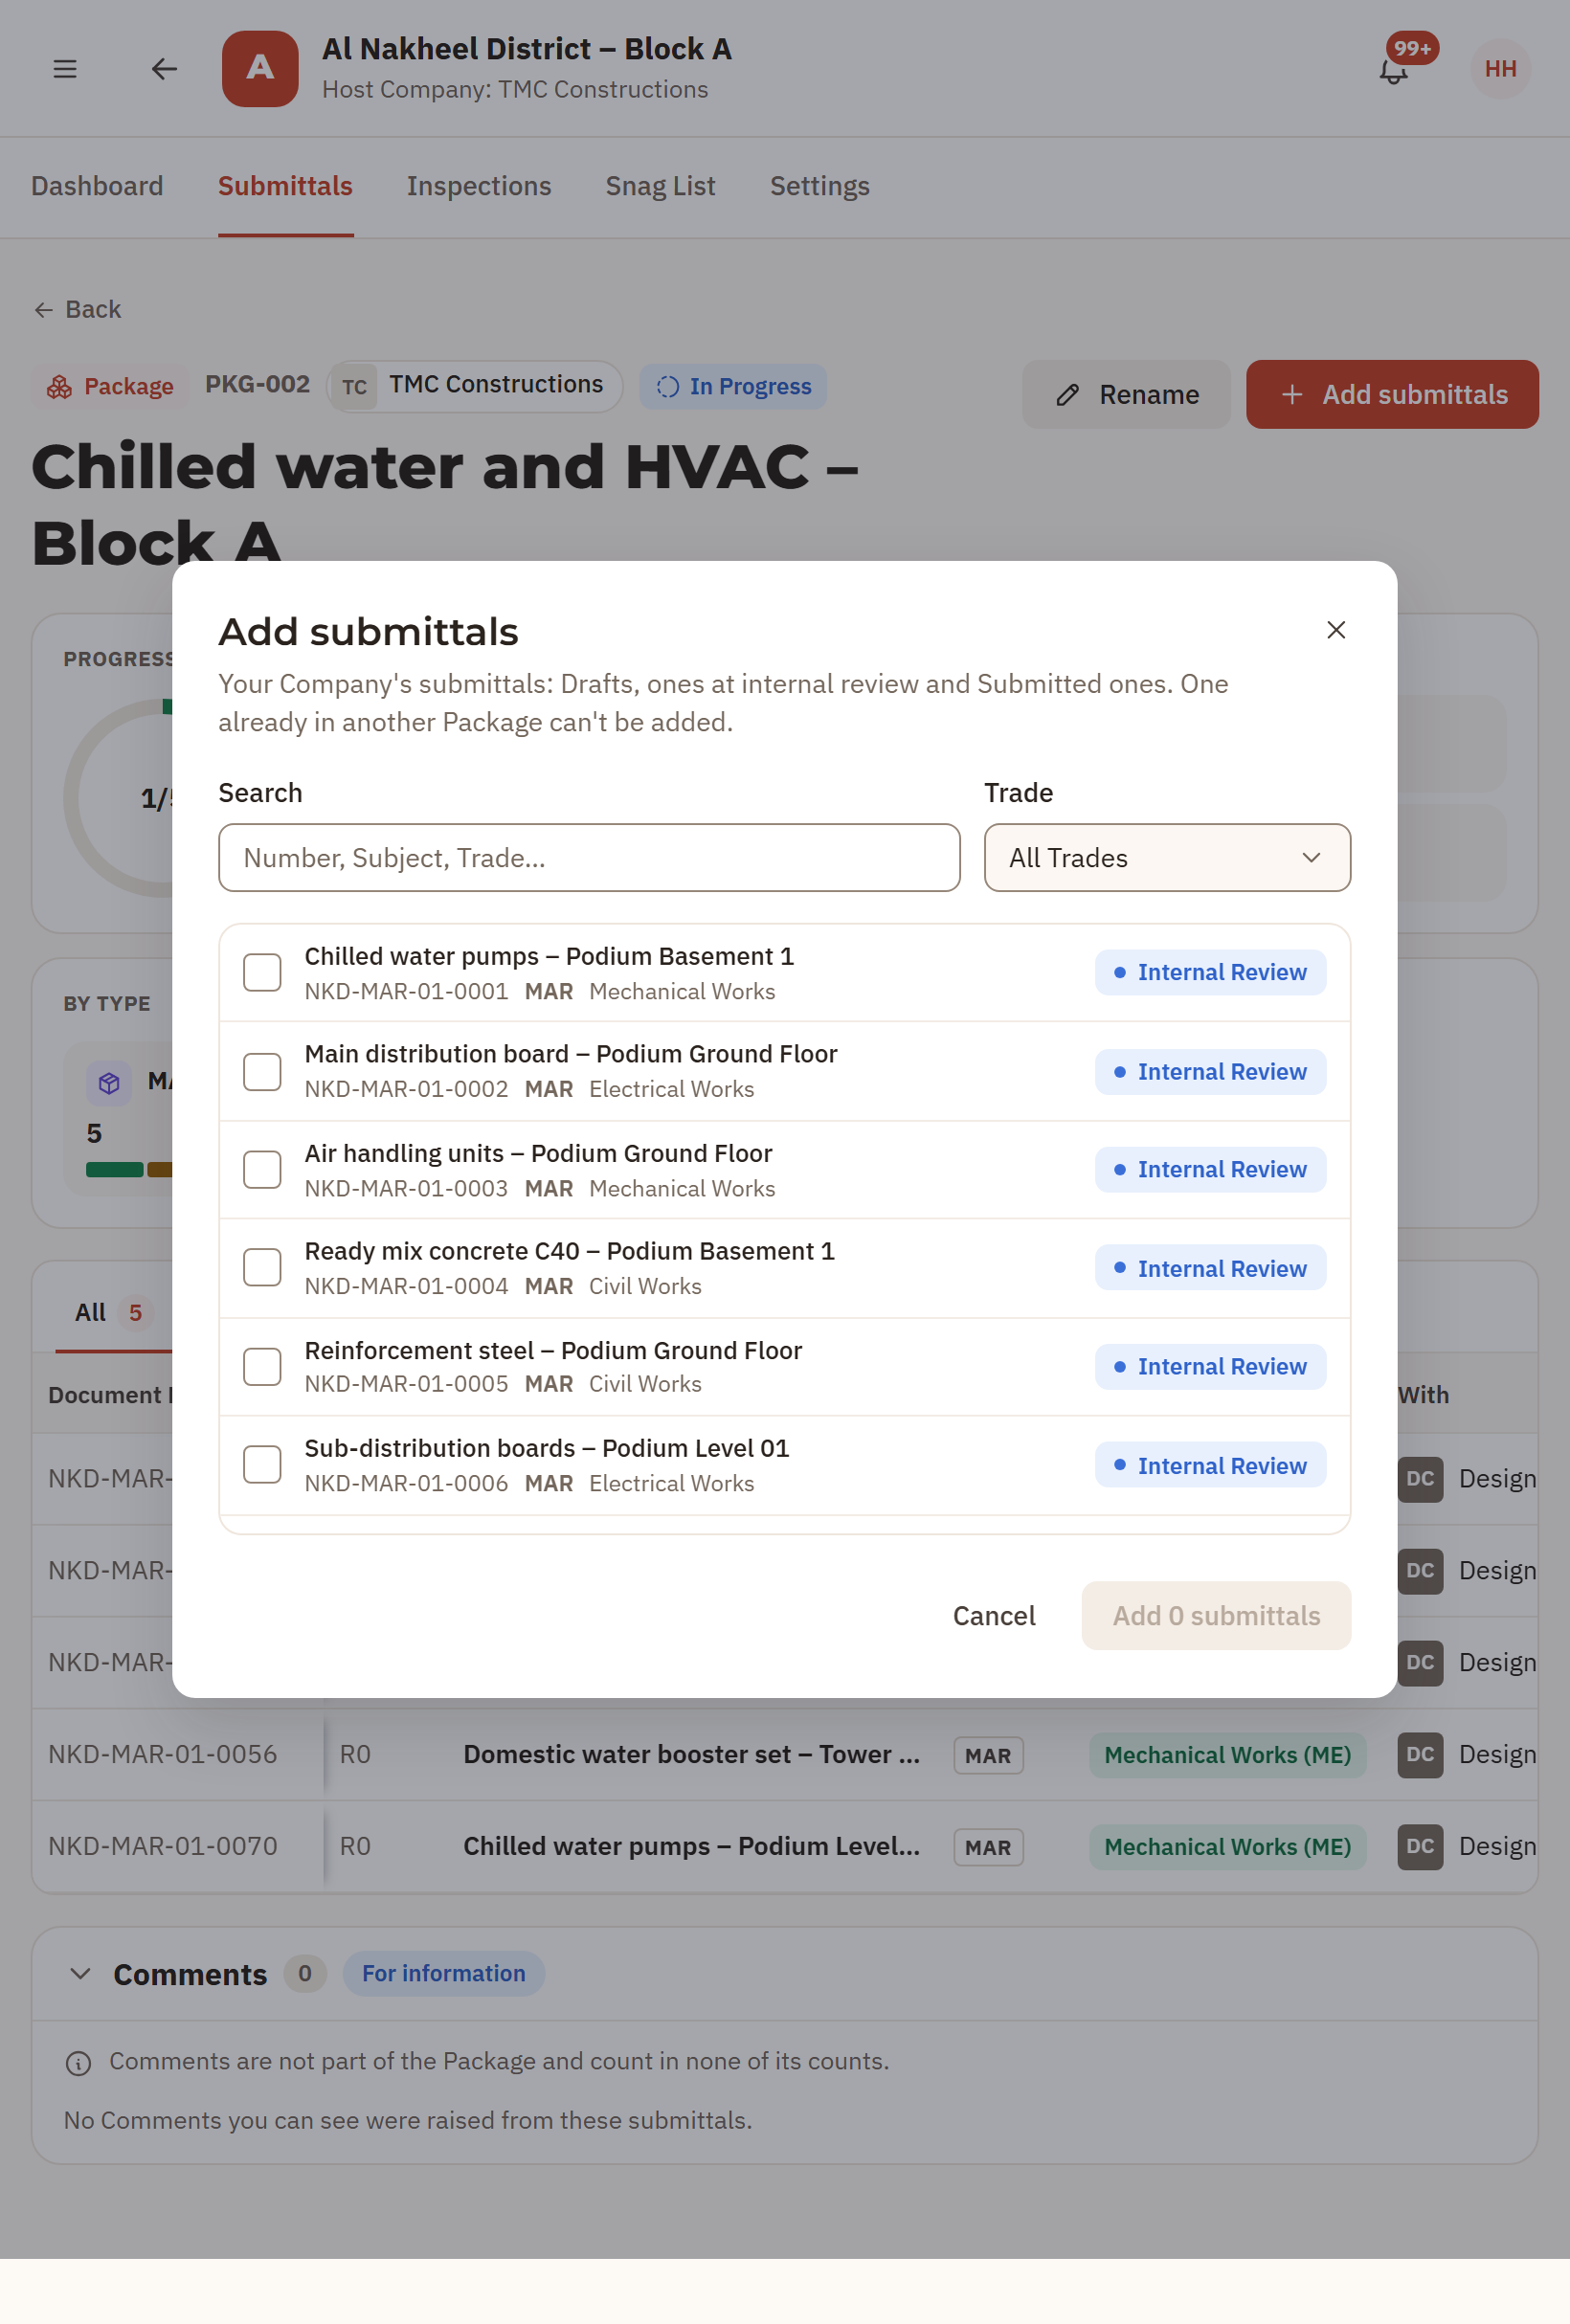 A
Al Nakheel District – Block A
Host Company: TMC Constructions
99+
HH
Dashboard
Submittals
Inspections
Snag List
Settings
Back
Package
PKG-002
TC
TMC Constructions
In Progress
Rename
Add submittals
Chilled water and HVAC –
Block A
Add submittals
Your Company's submittals: Drafts, ones at internal review and Submitted ones. One
already in another Package can't be added.
Search
Trade
Number, Subject, Trade...
All Trades
Chilled water pumps – Podium Basement 1
NKD-MAR-01-0001 MAR Mechanical Works
Internal Review
Main distribution board – Podium Ground Floor
NKD-MAR-01-0002 MAR Electrical Works
Internal Review
Air handling units – Podium Ground Floor
NKD-MAR-01-0003 MAR Mechanical Works
Internal Review
Ready mix concrete C40 – Podium Basement 1
NKD-MAR-01-0004 MAR Civil Works
Internal Review
Reinforcement steel – Podium Ground Floor
NKD-MAR-01-0005 MAR Civil Works
Internal Review
Sub-distribution boards – Podium Level 01
NKD-MAR-01-0006 MAR Electrical Works
Internal Review
Cancel
Add 0 submittals
PROGRESS
1/5
BY TYPE
5
All 5
Document
With
NKD-MAR-
DC Design
NKD-MAR-
DC Design
NKD-MAR-
DC Design
NKD-MAR-01-0056 R0 Domestic water booster set – Tower ... MAR Mechanical Works (ME) DC Design
NKD-MAR-01-0070 R0 Chilled water pumps – Podium Level... MAR Mechanical Works (ME) DC Design
Comments 0 For information
Comments are not part of the Package and count in none of its counts.
No Comments you can see were raised from these submittals.